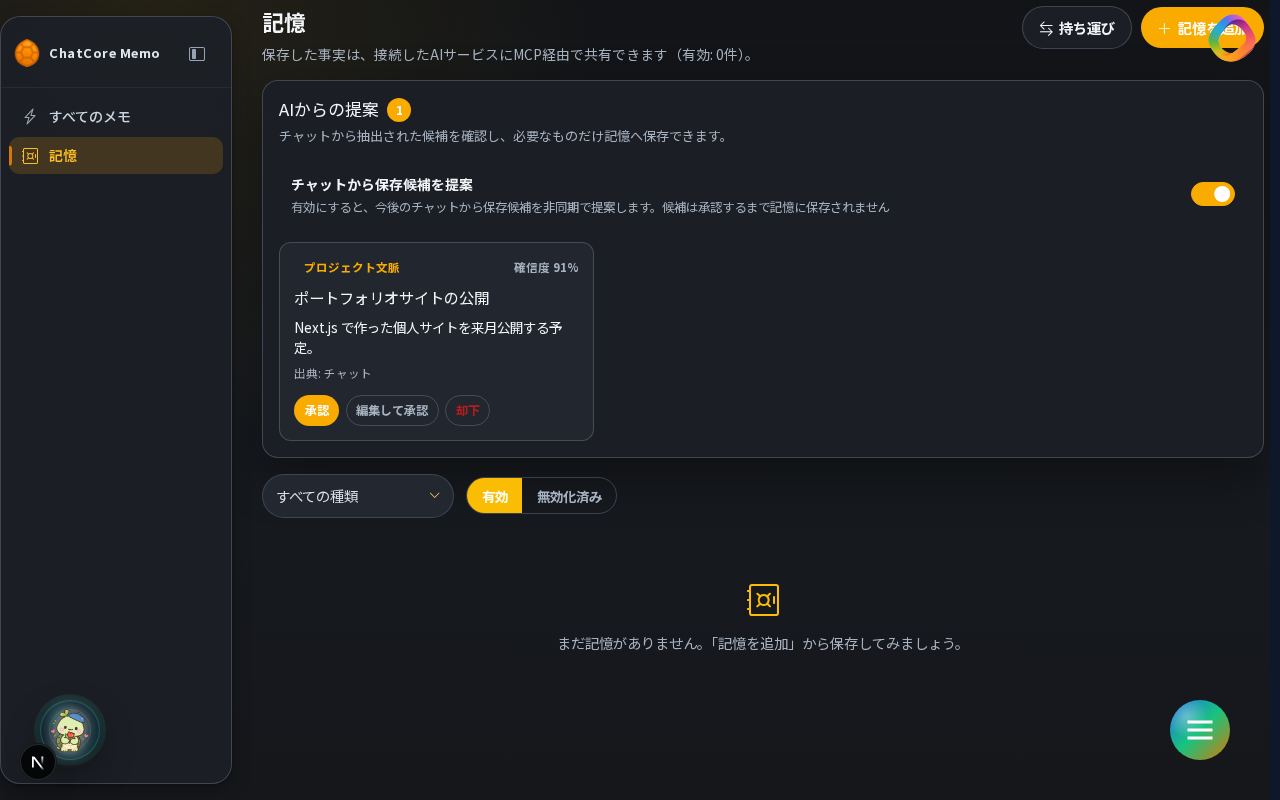 ChatCore Memo
すべてのメモ
記憶
記憶
保存した事実は、接続したAIサービスにMCP経由で共有できます（有効: 0件）。
持ち運び
記憶を追加
AIからの提案 1
チャットから抽出された候補を確認し、必要なものだけ記憶へ保存できます。
チャットから保存候補を提案
有効にすると、今後のチャットから保存候補を非同期で提案します。候補は承認するまで記憶に保存されません
プロジェクト文脈
確信度 91%
ポートフォリオサイトの公開
Next.js で作った個人サイトを来月公開する予
定。
出典: チャット
承認
編集して承認
却下
すべての種類
有効
無効化済み
まだ記憶がありません。「記憶を追加」から保存してみましょう。
N